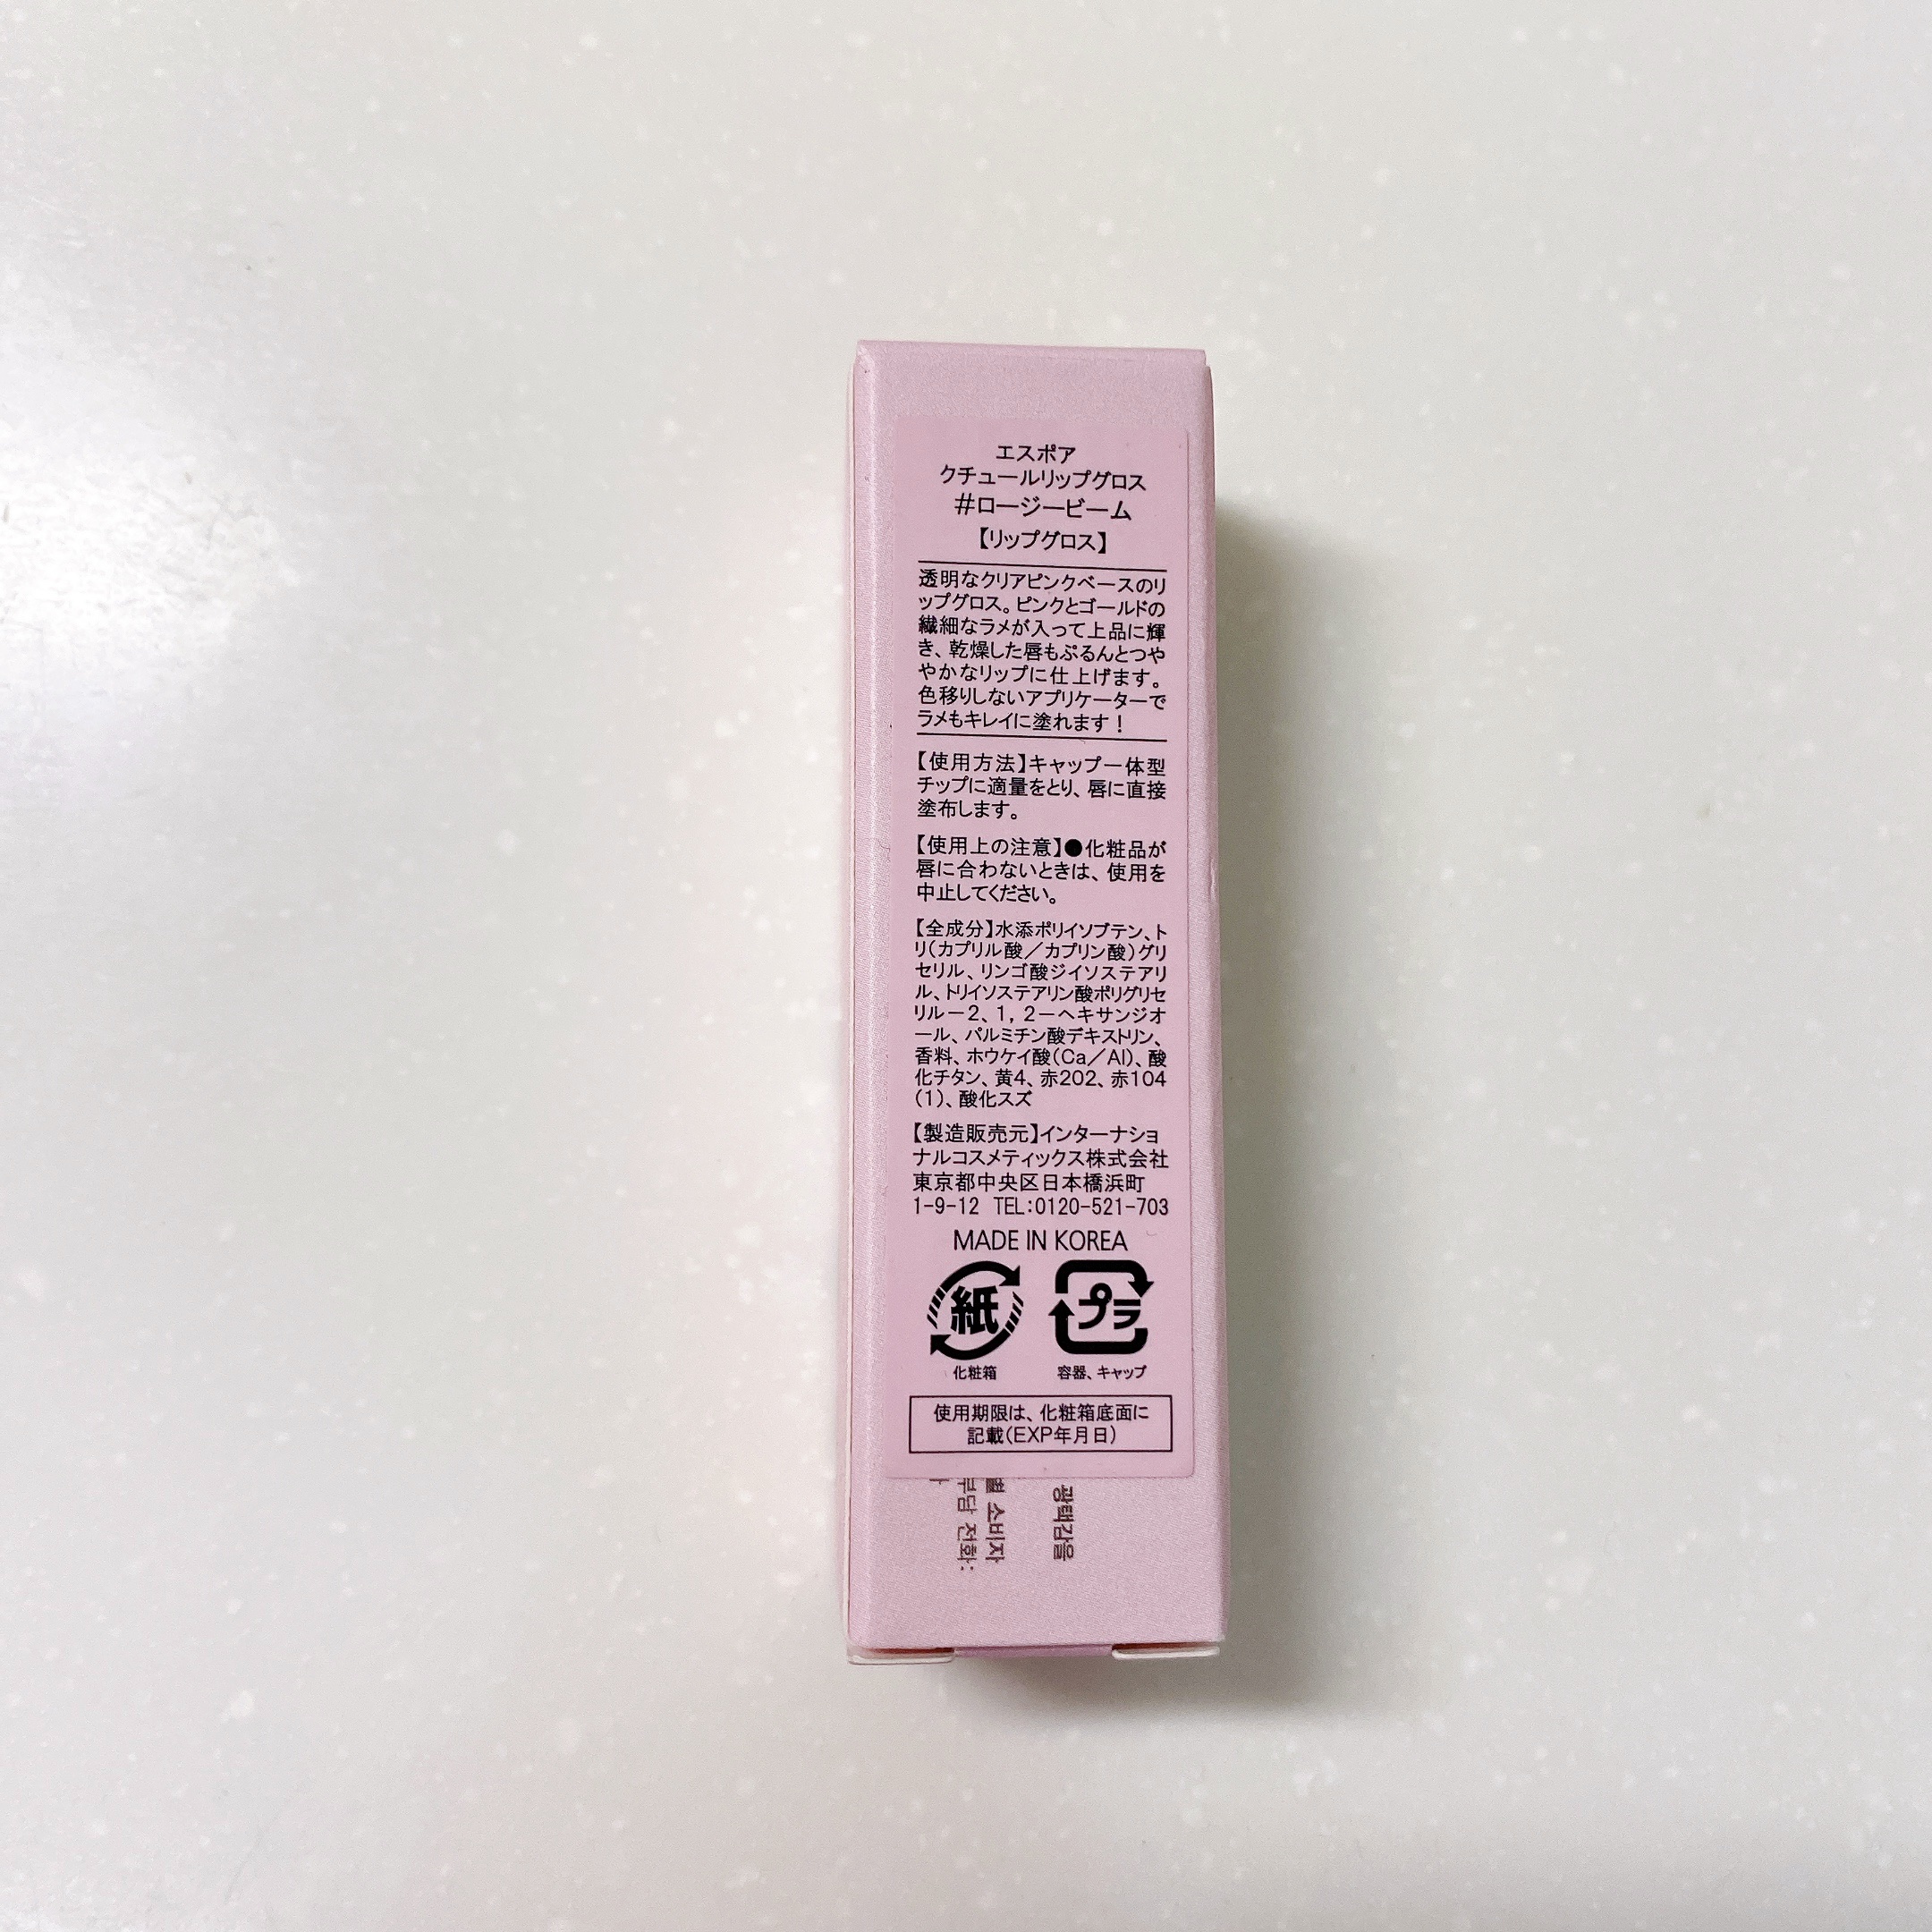 エスポア
クチュールリップグロス
#ロージービーム
【リップグロス】
透明なクリアピンクベースのリ
ップグロス。ピンクとゴールドの
繊細なラメが入って上品に輝
き、乾燥した唇もぷるんとつや
やかなリップに仕上げます。
色移りしないアプリケーターで
ラメもキレイに塗れます!
【使用方法】キャップ一体型
チップに適量をとり、唇に直接
塗布します。
【使用上の注意】●化粧品が
唇に合わないときは、使用を
中止してください。
【全成分】水添ポリイソブテン、ト
リ(カプリル酸/カプリン酸)グリ
セリル、リンゴ酸ジイソステアリ
ル、トリイソステアリン酸ポリグリセ
リル-2、1,2-ヘキサンジオ
ール、パルミチン酸デキストリン、
香料、ホウケイ酸(Ca/Al)、酸
化チタン、黄4、赤202、赤104
(1)、酸化スズ
【製造販売元】インターナショ
ナルコスメティックス株式会社
東京都中央区日本橋浜町
1-9-12 TEL:0120-521-703
MADE IN KOREA
紙
プラ
化粧箱
容器、キャップ
使用期限は、化粧箱底面に
記載(EXP年月日)
광택감을
별 소비자
부담 전화: